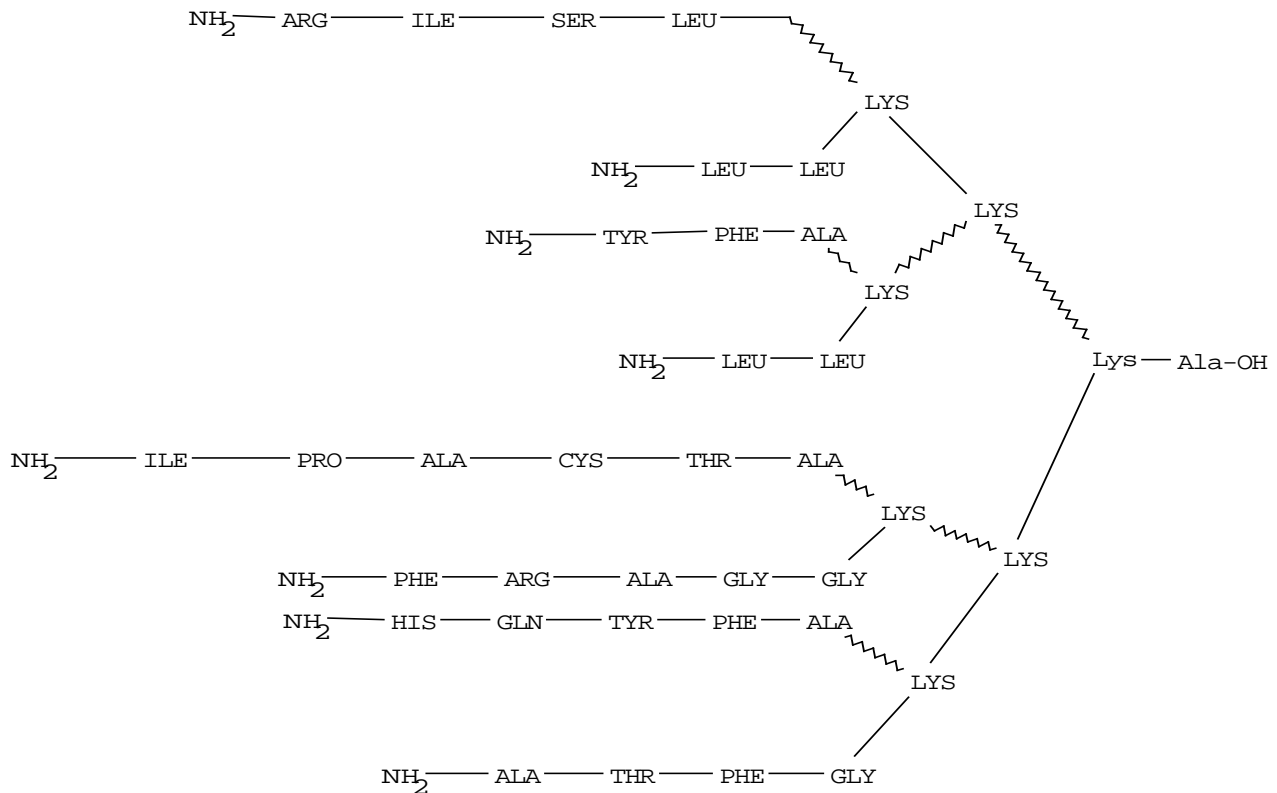 NH2 ARG ILE SER LEU
LYS
NH2 LEU LEU
LYS
NH2 TYR PHE ALA
LYS
NH2 LEU LEU
Lys Ala-OH
NH2 ILE PRO ALA CYS THR ALA
LYS
LYS
NH2 PHE ARG ALA GLY GLY
NH2 HIS GLN TYR PHE ALA
LYS
NH2 ALA THR PHE GLY